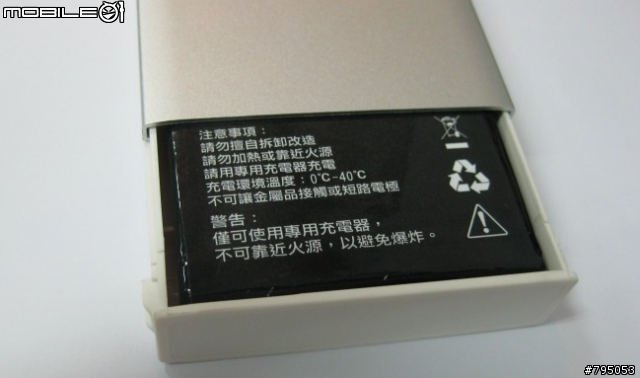 MOBILE01
注意事項：
請勿擅自拆卸改造
請勿加熱或靠近火源
請用專用充電器充電
充電環境溫度：0℃-40℃
不可讓金屬品接觸或短路電極
警告：
僅可使用專用充電器，
不可靠近火源，以避免爆炸。
#795053